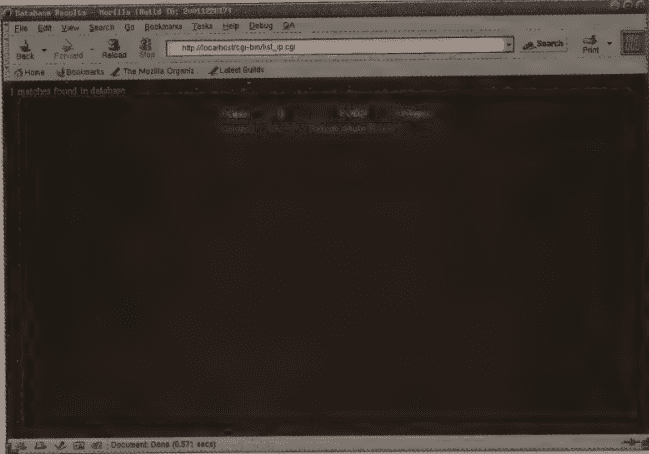 Database Results - Mozilla {Build ID: 2001122617}
File Edit View Search Go Bookmarks Tasks Help Debug QA
Back Forward Reload Stop http://localhost/cgi-bin/list_ip.cgi Search Print
Home Bookmarks The Mozilla Organiz... Latest Builds
1 matches found in database
Document: Done (0.571 secs)